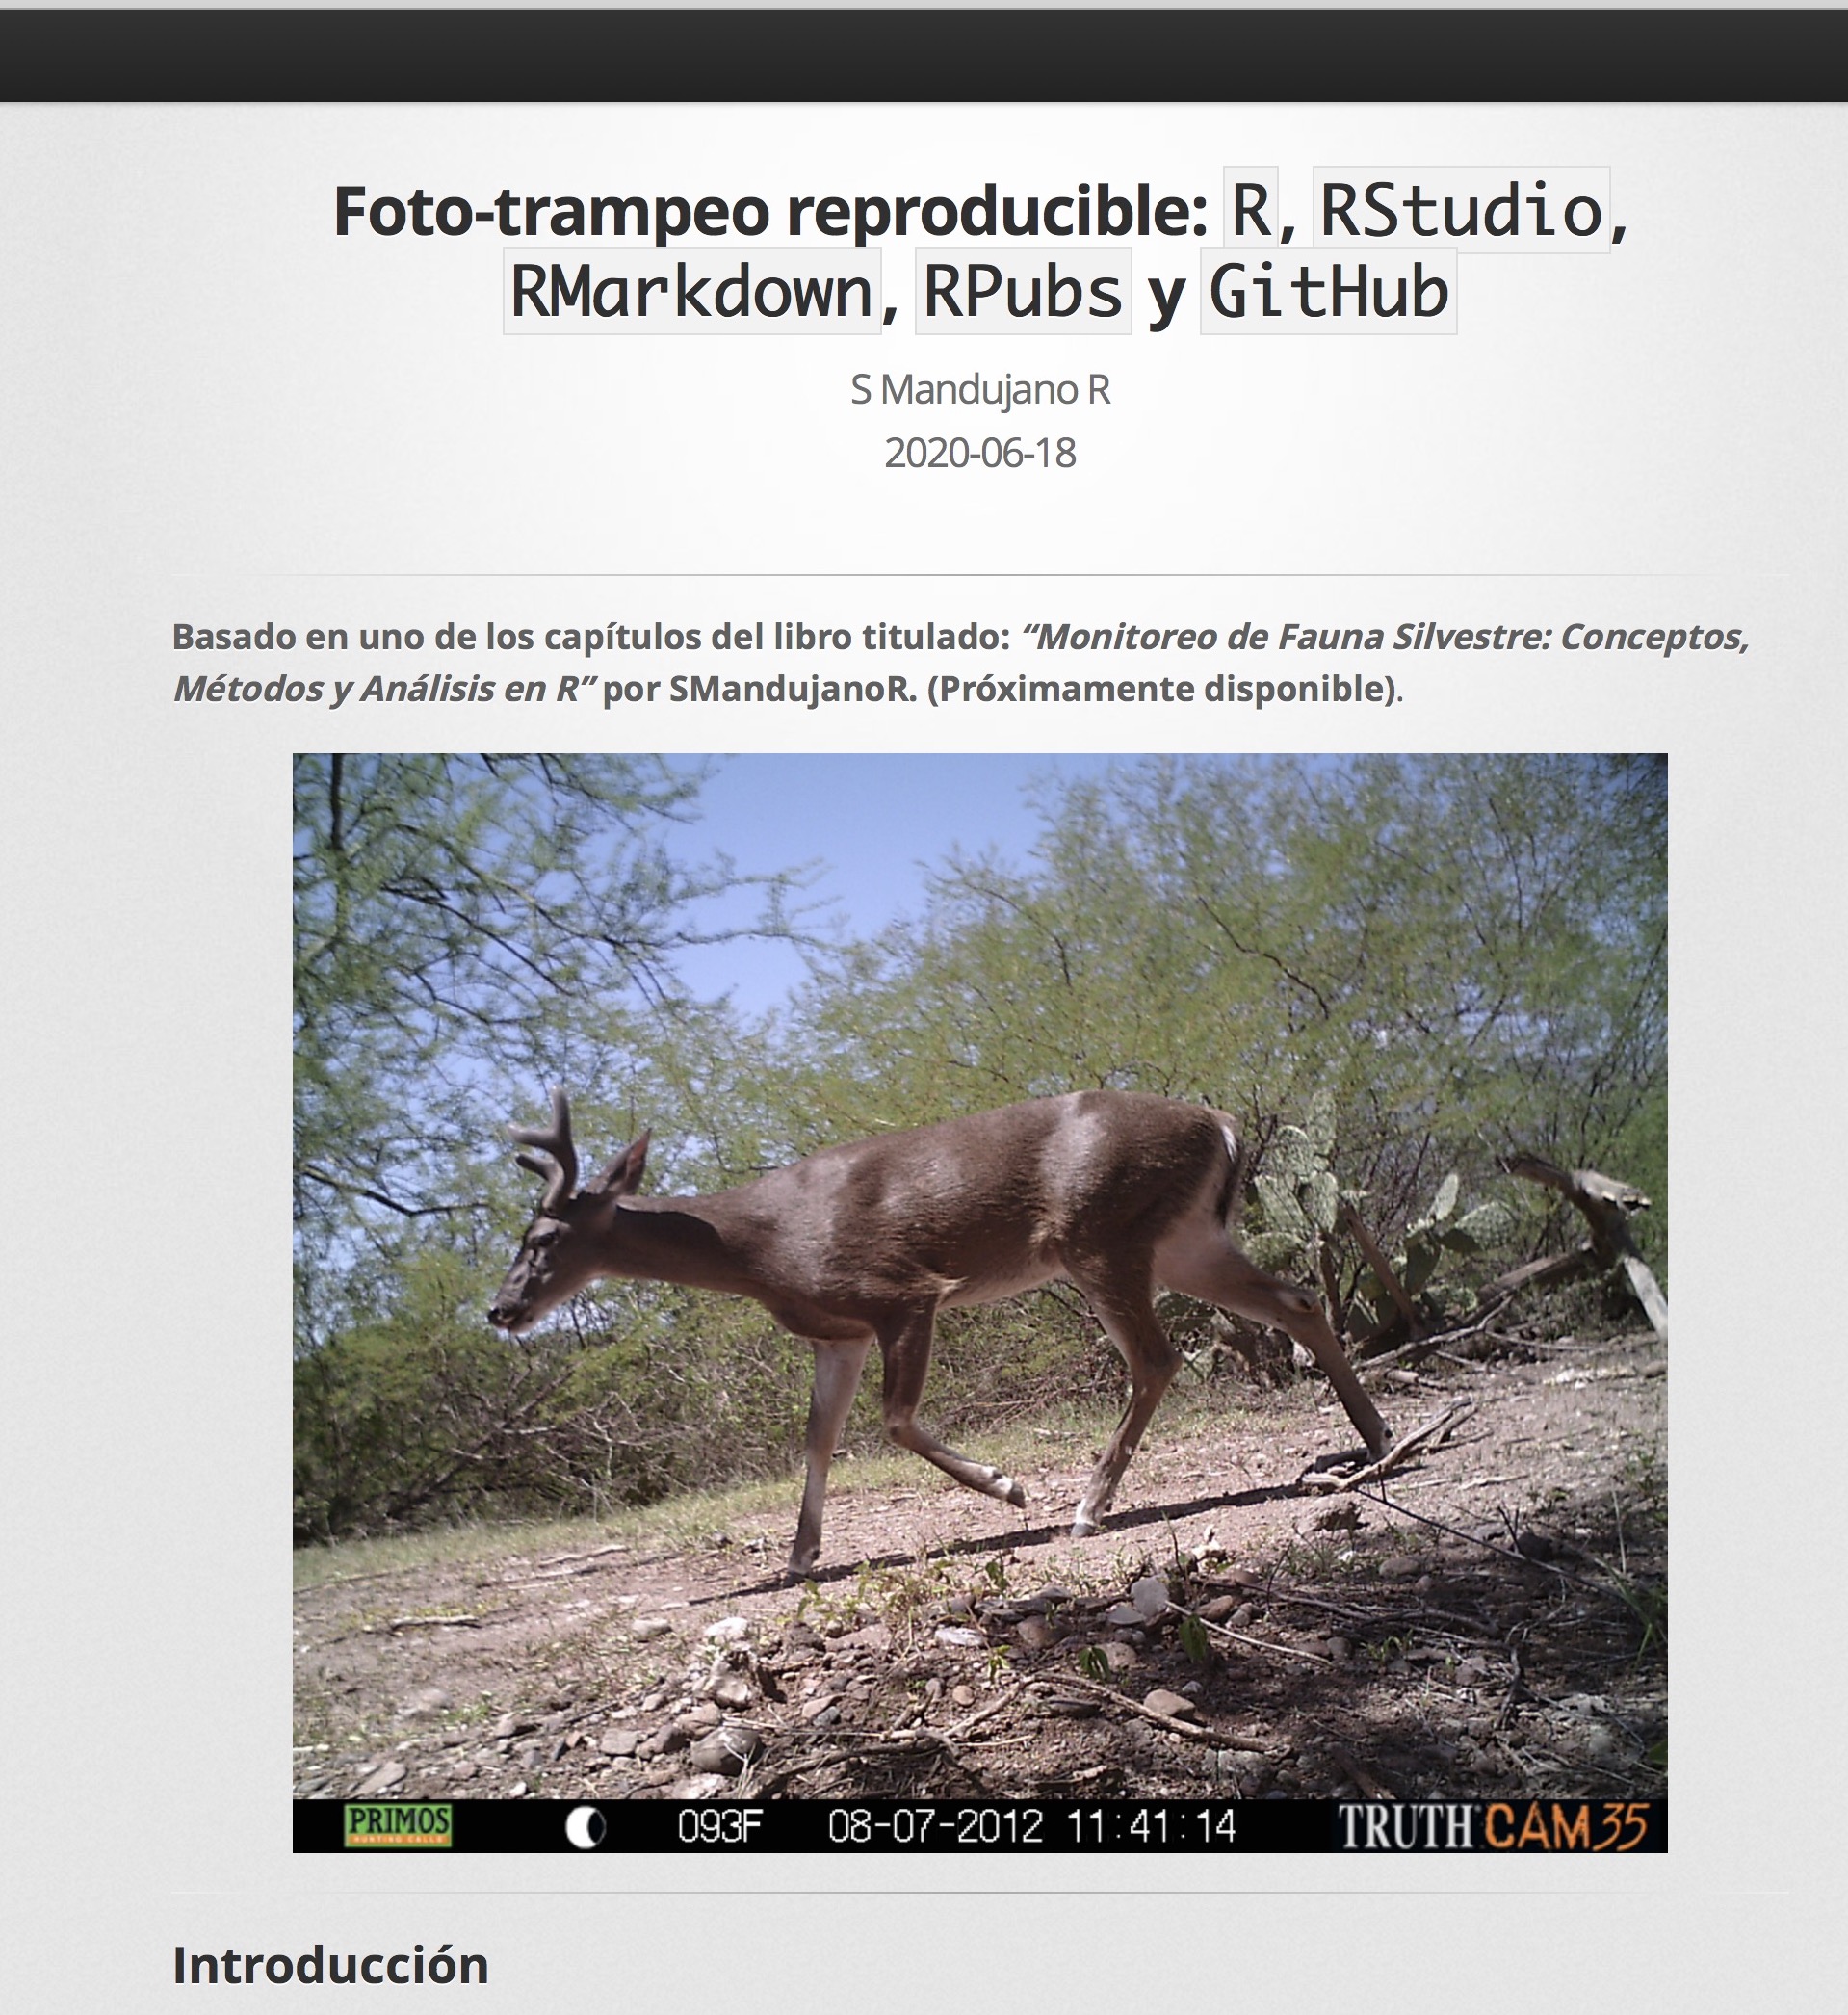 Foto-trampeo reproducible: R, RStudio,
RMarkdown, RPubs y GitHub
S Mandujano R
2020-06-18
Basado en uno de los capítulos del libro titulado: “Monitoreo de Fauna Silvestre: Conceptos,
Métodos y Análisis en R” por SMandujanoR. (Próximamente disponible).
PRIMOS
HUNTING CALLS
093F 08-07-2012 11:41:14 TRUTH CAM 35
Introducción